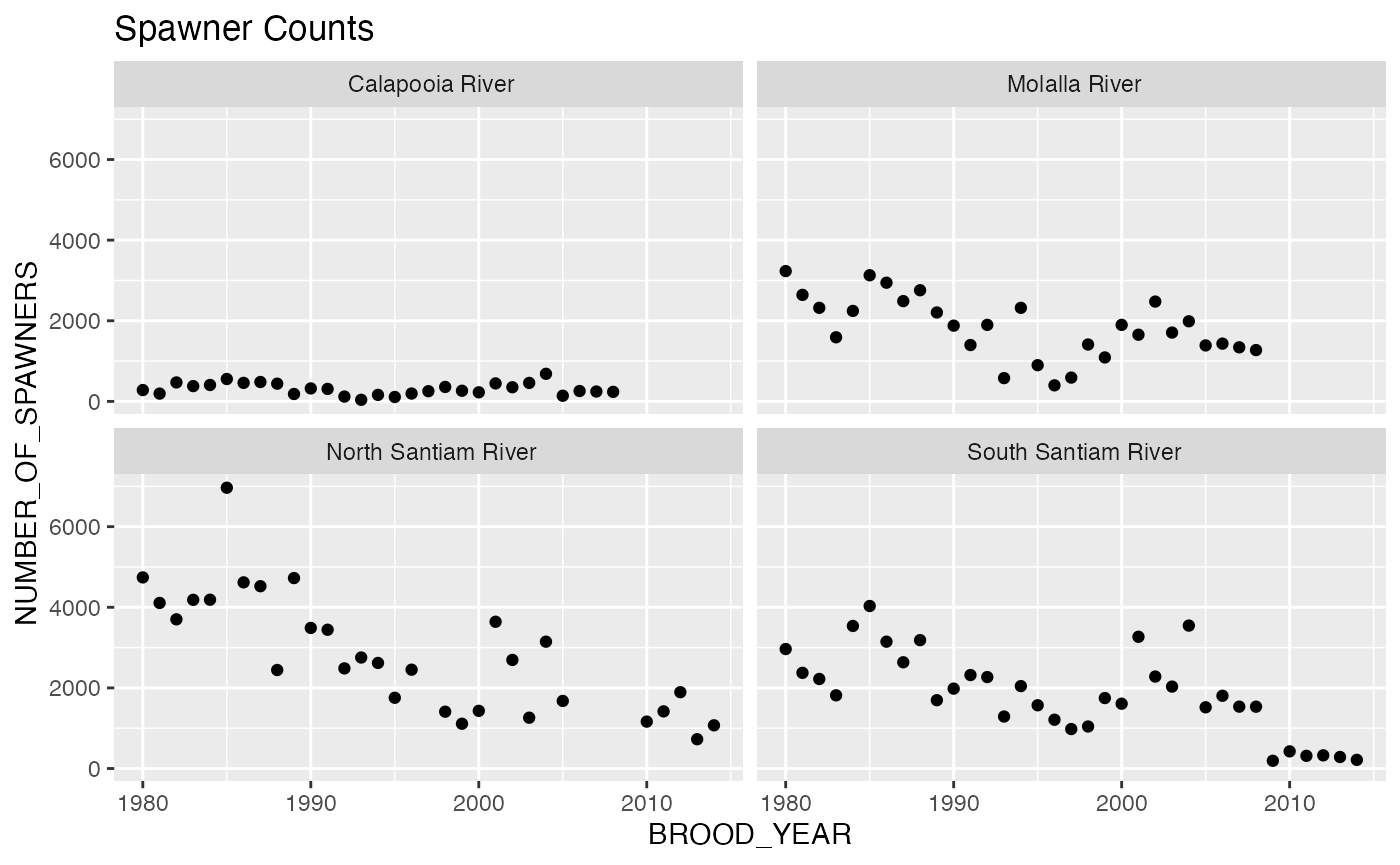 Spawner Counts
Calapooia River
Molalla River
6000
4000
2000
0
North Santiam River
South Santiam River
6000
4000
2000
0
1980
1990
2000
2010
1980
1990
2000
2010
BROOD_YEAR
NUMBER_OF_SPAWNERS